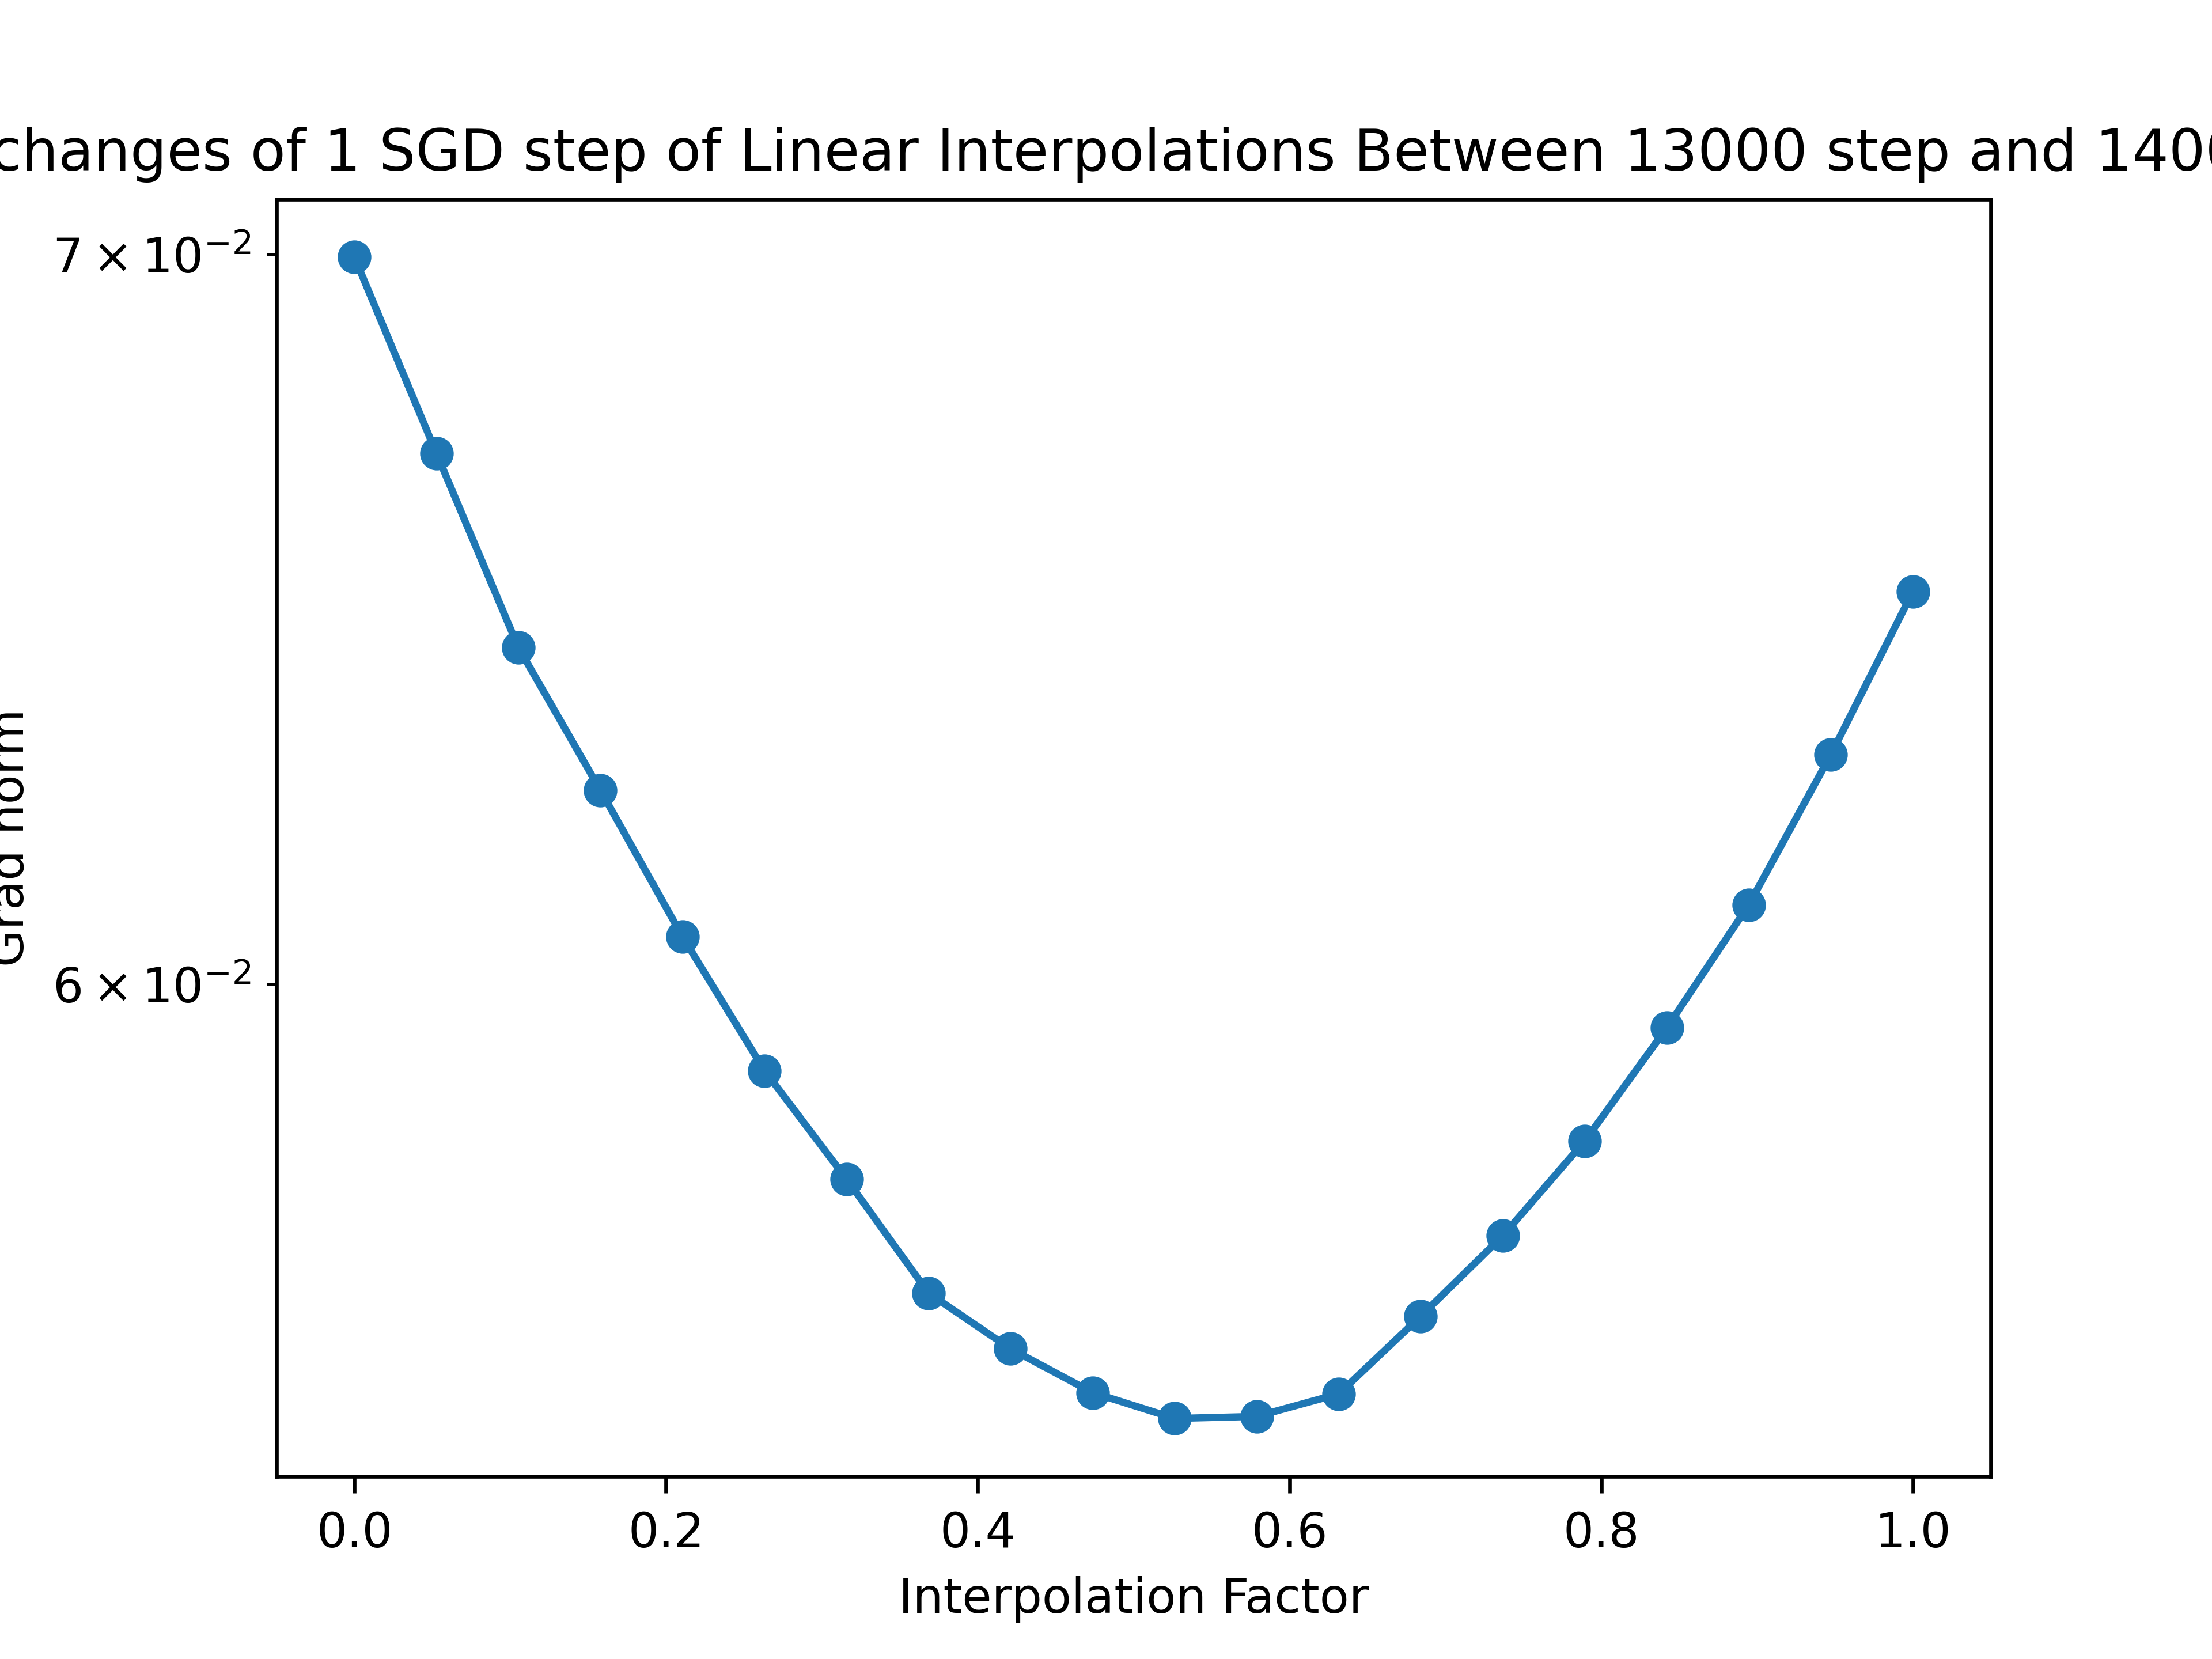 changes of 1 SGD step of Linear Interpolations Between 13000 step and 1400
7 × 10⁻²
6 × 10⁻²
Grad norm
0.0 0.2 0.4 0.6 0.8 1.0
Interpolation Factor